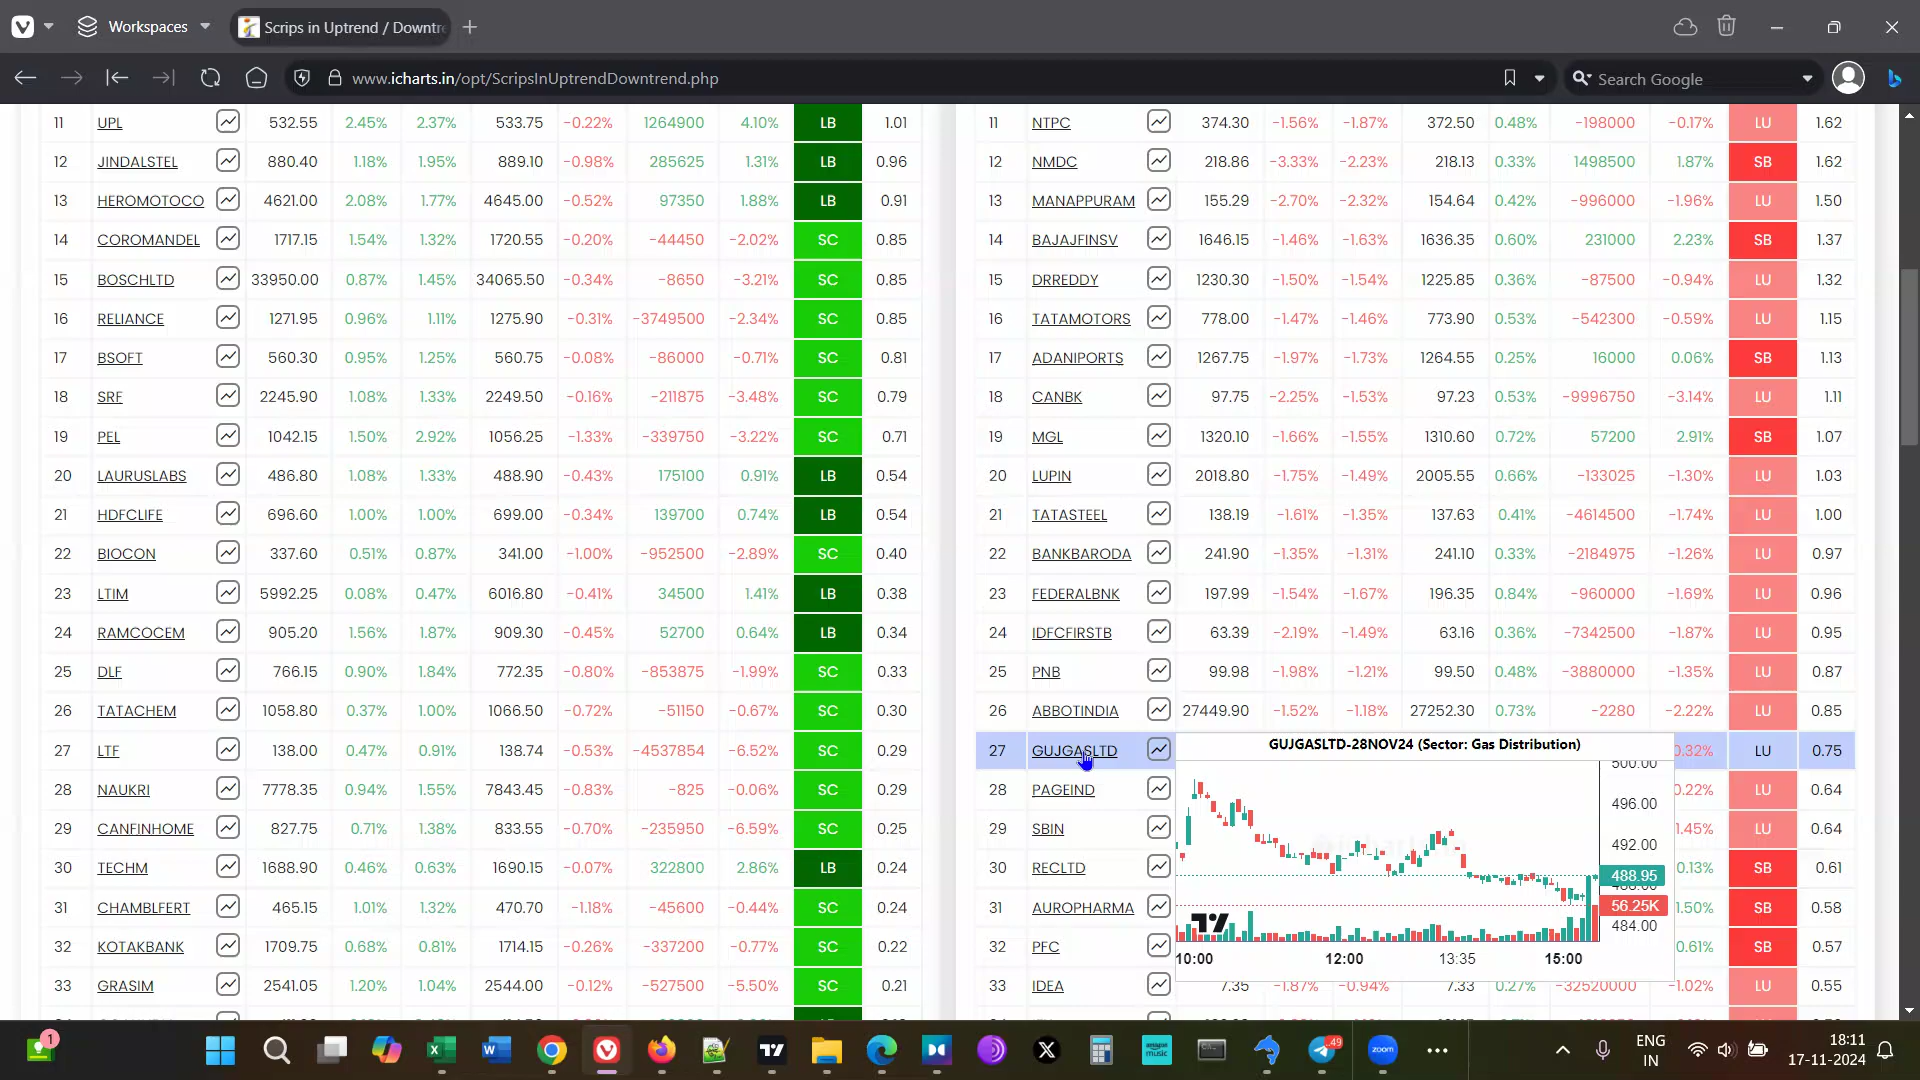 Workspaces
Scrips in Uptrend / Downtre
www.icharts.in/opt/ScripsInUptrendDowntrend.php
Search Google
11 UPL 532.55 2.45% 2.37% 533.75 -0.22% 1264900 4.10% LB 1.01
12 JINDALSTEL 880.40 1.18% 1.95% 889.10 -0.98% 285625 1.31% LB 0.96
13 HEROMOTOCO 4621.00 2.08% 1.77% 4645.00 -0.52% 97350 1.88% LB 0.91
14 COROMANDEL 1717.15 1.54% 1.32% 1720.55 -0.20% -44450 -2.02% SC 0.85
15 BOSCHLTD 33950.00 0.87% 1.45% 34065.50 -0.34% -8650 -3.21% SC 0.85
16 RELIANCE 1271.95 0.96% 1.11% 1275.90 -0.31% -3749500 -2.34% SC 0.85
17 BSOFT 560.30 0.95% 1.25% 560.75 -0.08% -86000 -0.71% SC 0.81
18 SRF 2245.90 1.08% 1.33% 2249.50 -0.16% -211875 -3.48% SC 0.79
19 PEL 1042.15 1.50% 2.92% 1056.25 -1.33% -339750 -3.22% SC 0.71
20 LAURUSLABS 486.80 1.08% 1.33% 488.90 -0.43% 175100 0.91% LB 0.54
21 HDFCLIFE 696.60 1.00% 1.00% 699.00 -0.34% 139700 0.74% LB 0.54
22 BIOCON 337.60 0.51% 0.87% 341.00 -1.00% -952500 -2.89% SC 0.40
23 LTIM 5992.25 0.08% 0.47% 6016.80 -0.41% 34500 1.41% LB 0.38
24 RAMCOCEM 905.20 1.56% 1.87% 909.30 -0.45% 52700 0.64% LB 0.34
25 DLF 766.15 0.90% 1.84% 772.35 -0.80% -853875 -1.99% SC 0.33
26 TATACHEM 1058.80 0.37% 1.00% 1066.50 -0.72% -51150 -0.67% SC 0.30
27 LTF 138.00 0.47% 0.91% 138.74 -0.53% -4537854 -6.52% SC 0.29
28 NAUKRI 7778.35 0.94% 1.55% 7843.45 -0.83% -825 -0.06% SC 0.29
29 CANFINHOME 827.75 0.71% 1.38% 833.55 -0.70% -235950 -6.59% SC 0.25
30 TECHM 1688.90 0.46% 0.63% 1690.15 -0.07% 322800 2.86% LB 0.24
31 CHAMBLFERT 465.15 1.01% 1.32% 470.70 -1.18% -45600 -0.44% SC 0.24
32 KOTAKBANK 1709.75 0.68% 0.81% 1714.15 -0.26% -337200 -0.77% SC 0.22
33 GRASIM 2541.05 1.20% 1.04% 2544.00 -0.12% -527500 -5.50% SC 0.21
11 NTPC 374.30 -1.56% -1.87% 372.50 0.48% -198000 -0.17% LU 1.62
12 NMDC 218.86 -3.33% -2.23% 218.13 0.33% 1498500 1.87% SB 1.62
13 MANAPPURAM 155.29 -2.70% -2.32% 154.64 0.42% -996000 -1.96% LU 1.50
14 BAJAJFINSV 1646.15 -1.46% -1.63% 1636.35 0.60% 231000 2.23% SB 1.37
15 DRREDDY 1230.30 -1.50% -1.54% 1225.85 0.36% -87500 -0.94% LU 1.32
16 TATAMOTORS 778.00 -1.47% -1.46% 773.90 0.53% -542300 -0.59% LU 1.15
17 ADANIPORTS 1267.75 -1.97% -1.73% 1264.55 0.25% 16000 0.06% SB 1.13
18 CANBK 97.75 -2.25% -1.53% 97.23 0.53% -9996750 -3.14% LU 1.11
19 MGL 1320.10 -1.66% -1.55% 1310.60 0.72% 57200 2.91% SB 1.07
20 LUPIN 2018.80 -1.75% -1.49% 2005.55 0.66% -133025 -1.30% LU 1.03
21 TATASTEEL 138.19 -1.61% -1.35% 137.63 0.41% -4614500 -1.74% LU 1.00
22 BANKBARODA 241.90 -1.35% -1.31% 241.10 0.33% -2184975 -1.26% LU 0.97
23 FEDERALBNK 197.99 -1.54% -1.67% 196.35 0.84% -960000 -1.69% LU 0.96
24 IDFCFIRSTB 63.39 -2.19% -1.49% 63.16 0.36% -7342500 -1.87% LU 0.95
25 PNB 99.98 -1.98% -1.21% 99.50 0.48% -3880000 -1.35% LU 0.87
26 ABBOTINDIA 27449.90 -1.52% -1.18% 27252.30 0.73% -2280 -2.22% LU 0.85
27 GUJGASLTD 0.32% LU 0.75
28 PAGEIND 0.22% LU 0.64
29 SBIN 1.45% LU 0.64
30 RECLTD 0.13% SB 0.61
31 AUROPHARMA 1.50% SB 0.58
32 PFC 0.61% SB 0.57
33 IDEA 7.35 -1.87% -0.94% 7.33 0.27% -32520000 -1.02% LU 0.55
GUJGASLTD-28NOV24 (Sector: Gas Distribution)
500.00
496.00
492.00
488.95
56.25K
484.00
10:00 12:00 13:35 15:00
1
49
zoom
amazon music
ENG
IN
18:11
17-11-2024